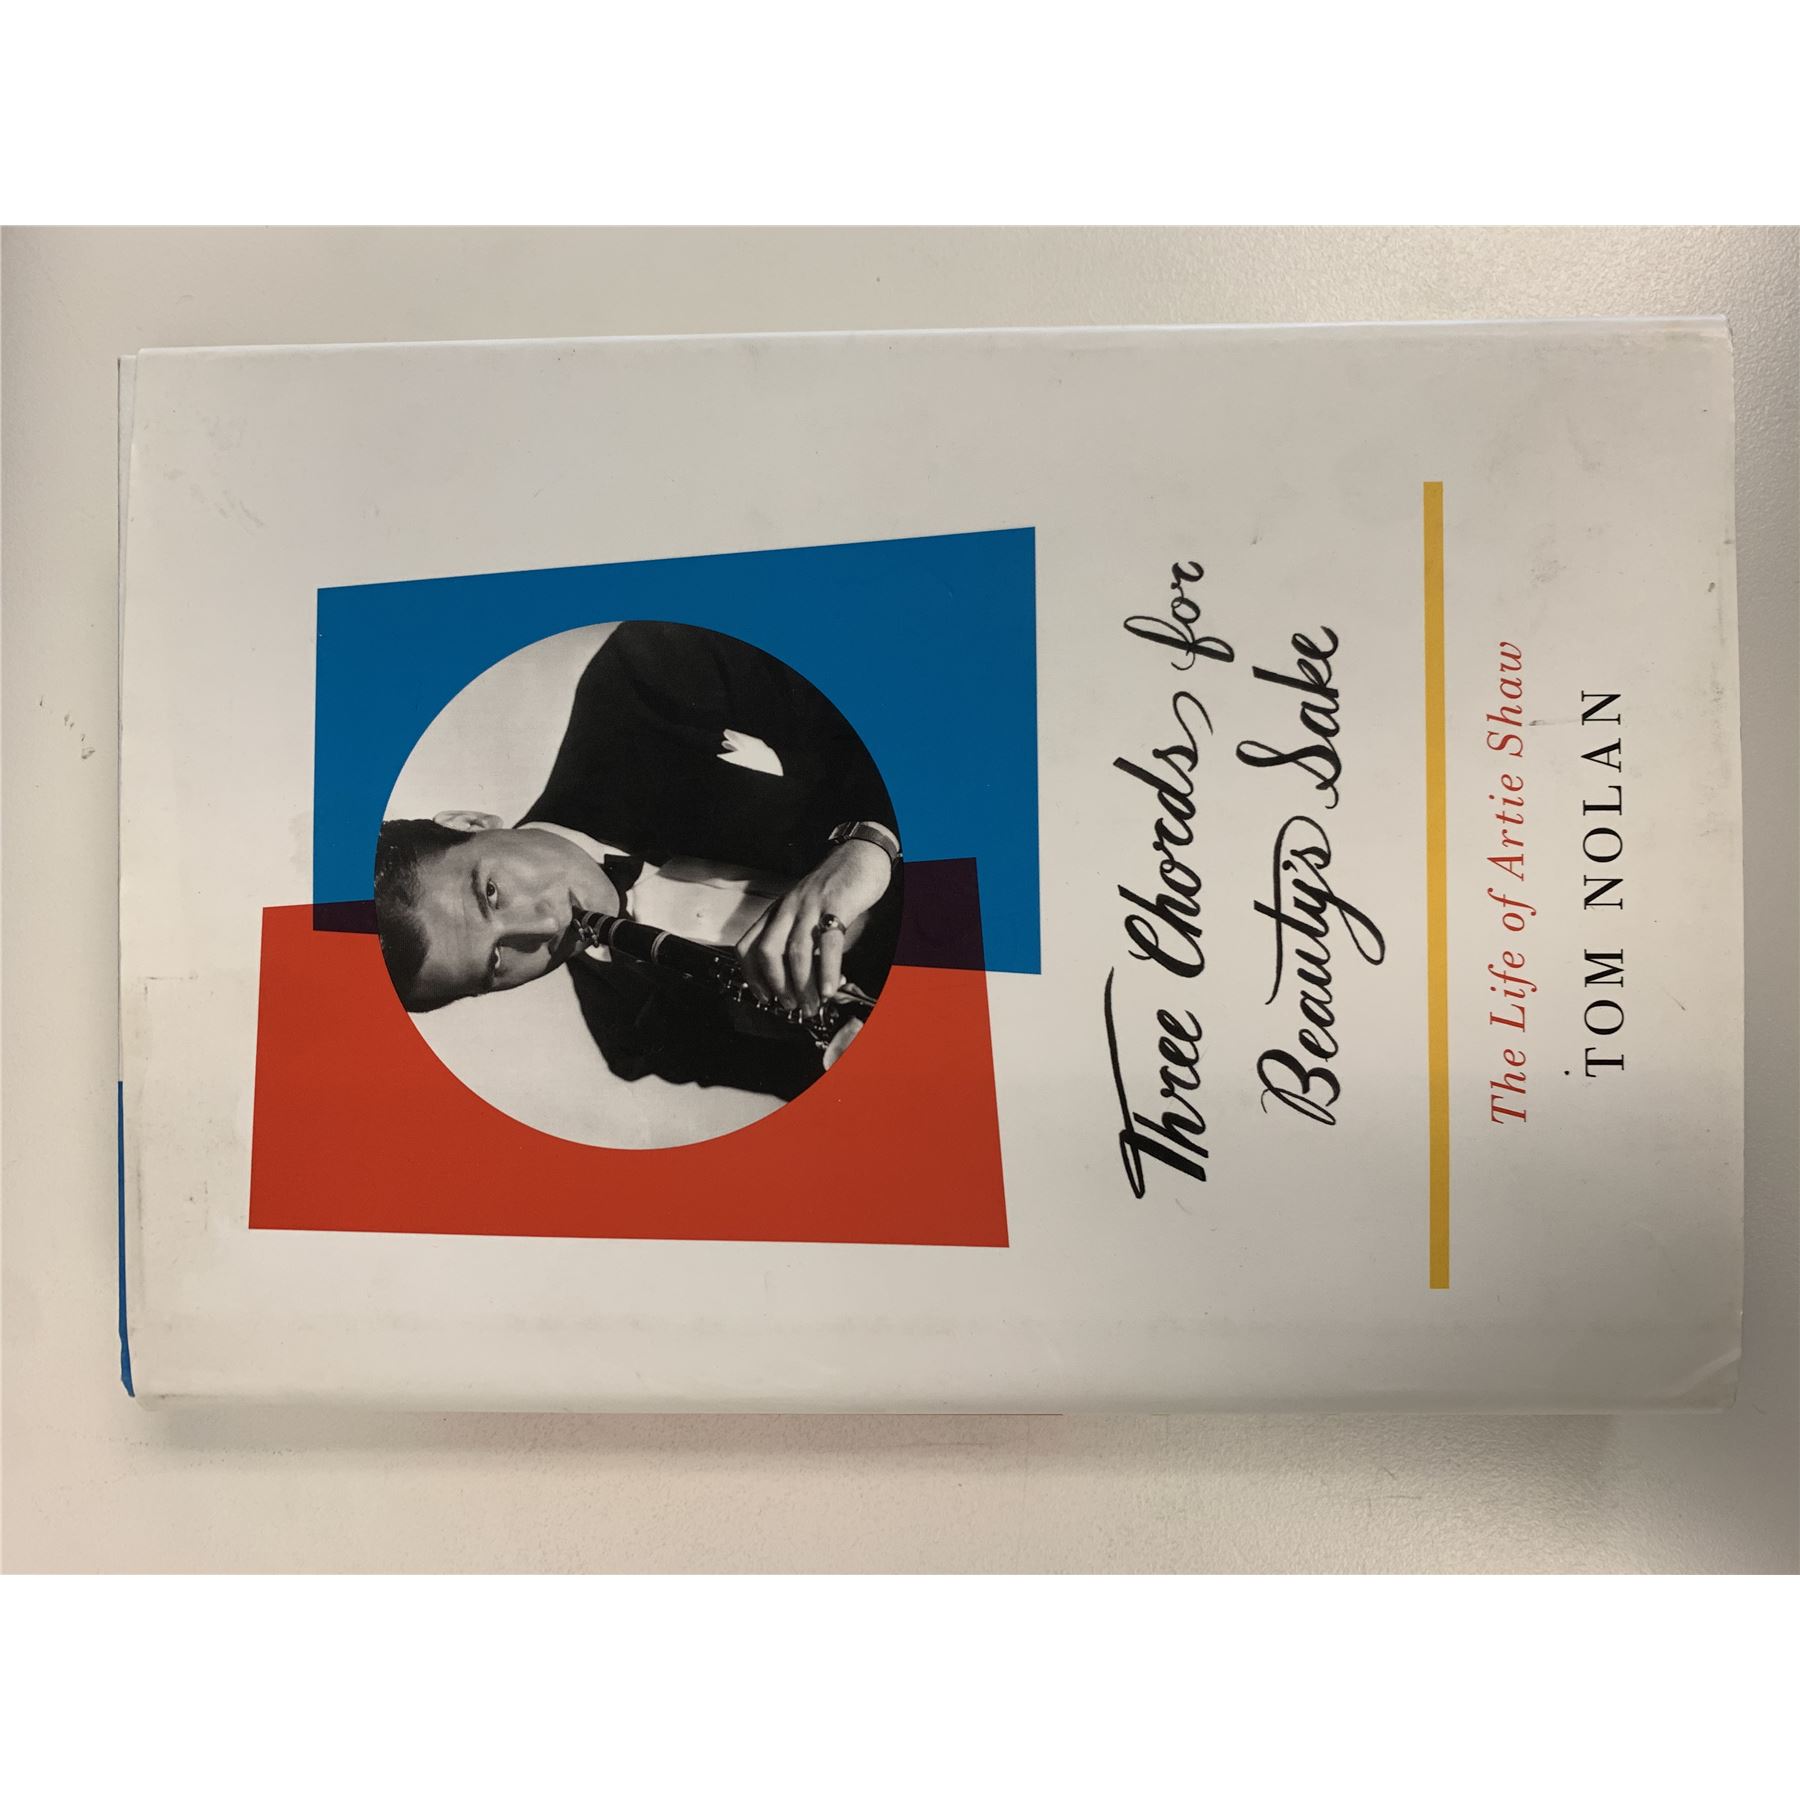 Three Chords for
Beauty's Sake
The Life of Artie Shaw
TOM NOLAN